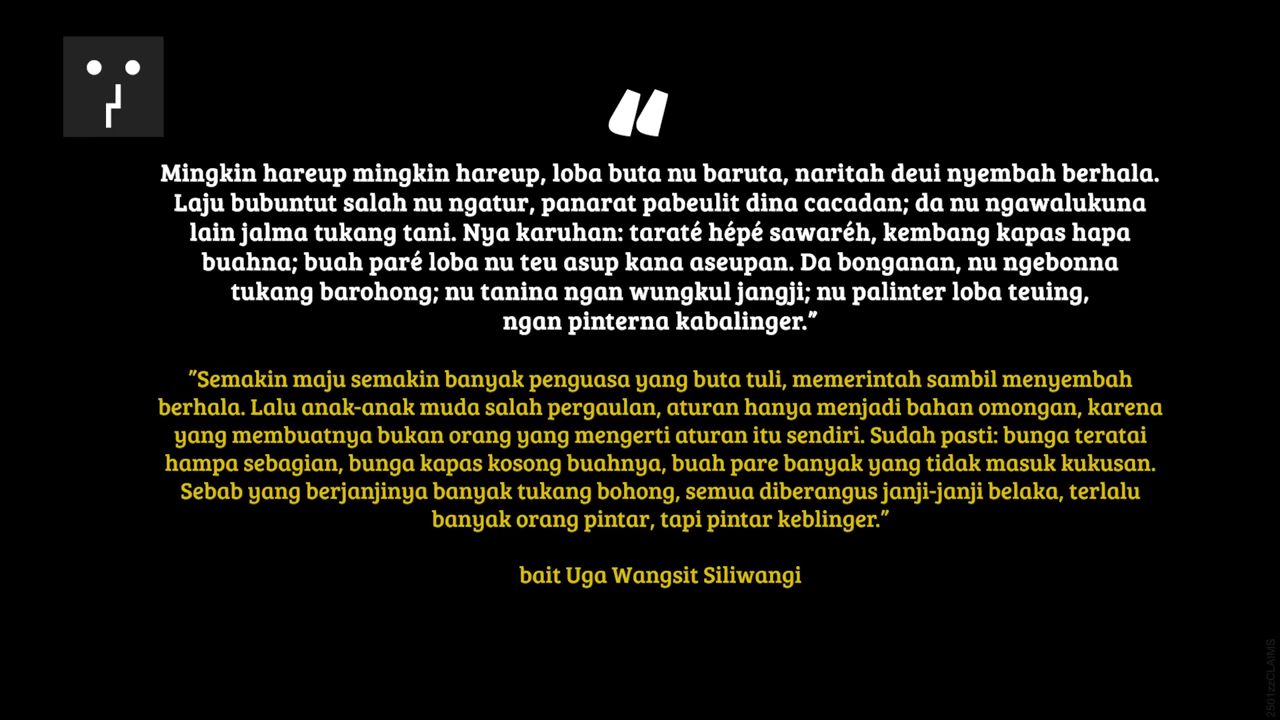 “
Mingkin hareup mingkin hareup, loba buta nu baruta, naritah deui nyembah berhala.
Laju bubuntut salah nu ngatur, panarat pabeulit dina cacadan; da nu ngawalukuna
lain jalma tukang tani. Nya karuhan: taraté hépé sawaréh, kembang kapas hapa
buahna; buah paré loba nu teu asup kana aseupan. Da bonganan, nu ngebonna
tukang barohong; nu tanina ngan wungkul jangji; nu palinter loba teuing,
ngan pinterna kabalinger.”
”Semakin maju semakin banyak penguasa yang buta tuli, memerintah sambil menyembah
berhala. Lalu anak-anak muda salah pergaulan, aturan hanya menjadi bahan omongan, karena
yang membuatnya bukan orang yang mengerti aturan itu sendiri. Sudah pasti: bunga teratai
hampa sebagian, bunga kapas kosong buahnya, buah pare banyak yang tidak masuk kukusan.
Sebab yang berjanjinya banyak tukang bohong, semua diberangus janji-janji belaka, terlalu
banyak orang pintar, tapi pintar keblinger.”
bait Uga Wangsit Siliwangi
2501zzCLAIMS